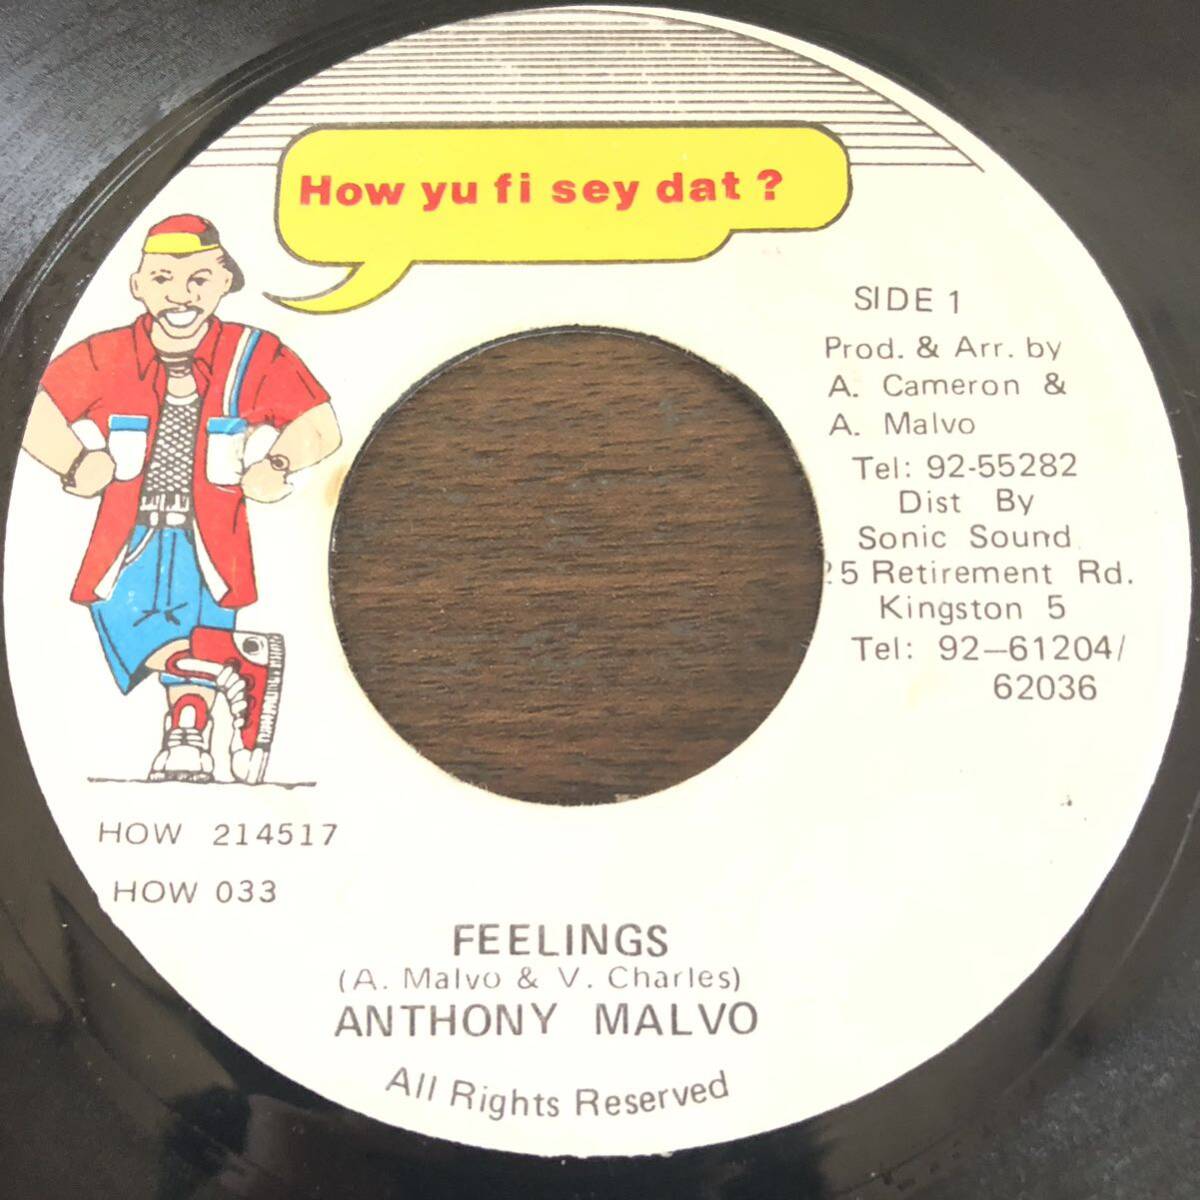 How yu fi sey dat ?
SIDE 1
Prod. & Arr. by
A. Cameron &
A. Malvo
Tel: 92-55282
Dist By
Sonic Sound
5 Retirement Rd.
Kingston 5
Tel: 92-61204/
62036
HOW 214517
HOW 033
FEELINGS
(A. Malvo & V. Charles)
ANTHONY MALVO
All Rights Reserved